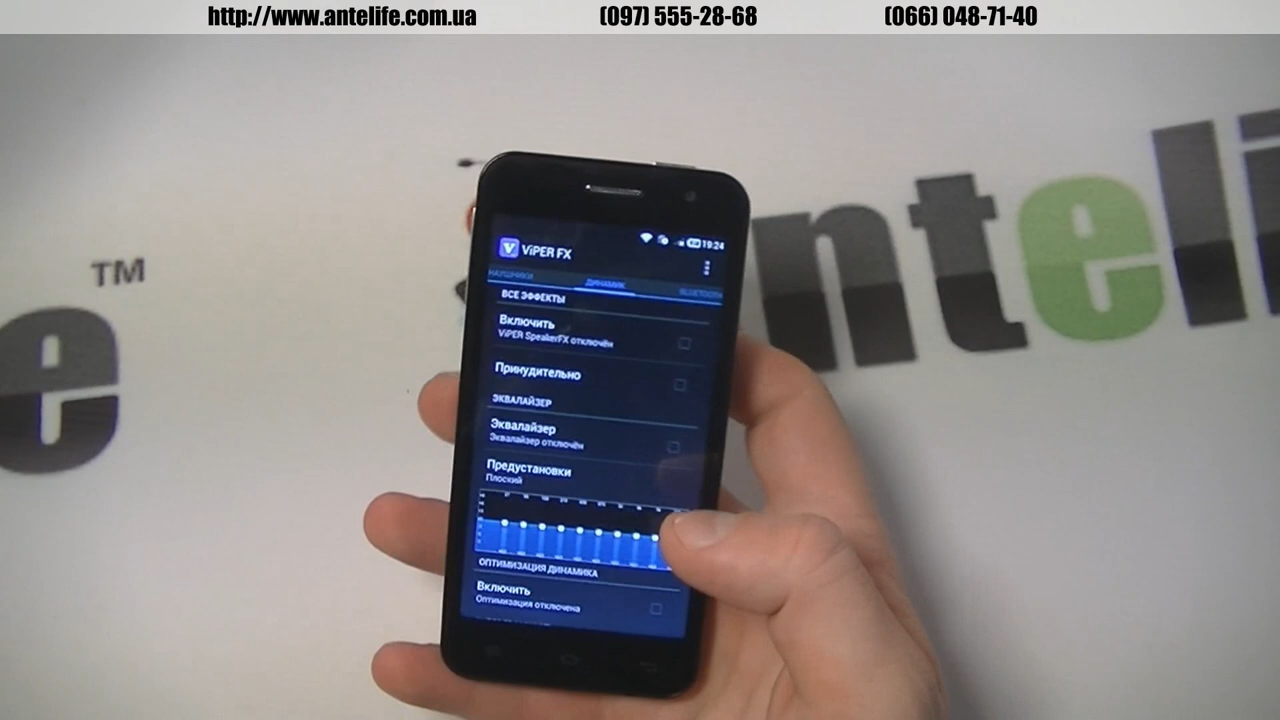 http://www.antelife.com.ua (097) 555-28-68 (066) 048-71-40
TM
e
anteli
19:24
ViPER FX
НАУШНИКИ ДИНАМИК BLUETOOTH
ВСЕ ЭФФЕКТЫ
Включить
ViPER SpeakerFX отключён
Принудительно
ЭКВАЛАЙЗЕР
Эквалайзер
Эквалайзер отключён
Предустановки
Плоский
ОПТИМИЗАЦИЯ ДИНАМИКА
Включить
Оптимизация отключена